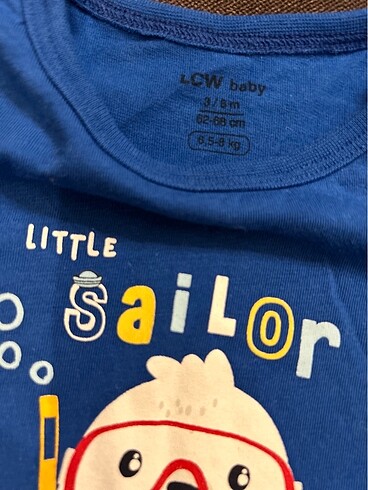 LCW baby
3 / 6 m
62-68 cm
6,5-8 kg
LITTLE
SaiLOr